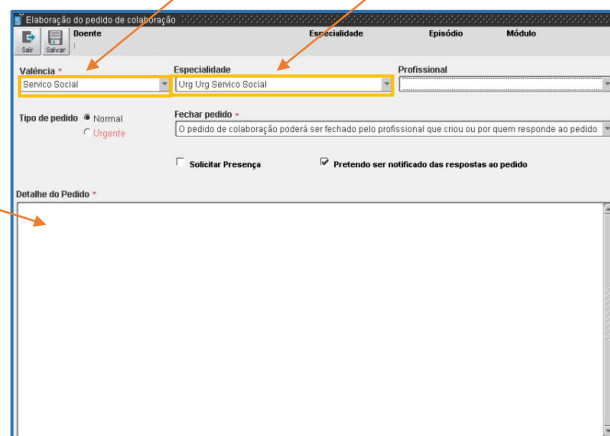 Elaboração do pedido de colaboração
Sair Salvar Doente Especialidade Episódio Módulo
Valência * Especialidade Profissional
Servico Social Urg Urg Servico Social
Tipo de pedido Normal Fechar pedido *
Urgente O pedido de colaboração poderá ser fechado pelo profissional que criou ou por quem responde ao pedido
Solicitar Presença Pretendo ser notificado das respostas ao pedido
Detalhe do Pedido *